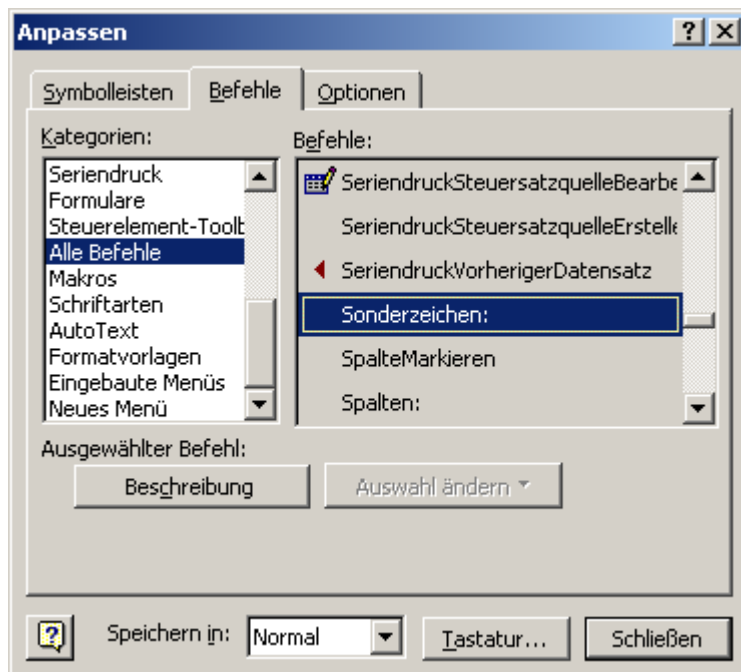 Anpassen
Symbolleisten Befehle Optionen
Kategorien:
Seriendruck
Formulare
Steuerelement-Toolb
Alle Befehle
Makros
Schriftarten
AutoText
Formatvorlagen
Eingebaute Menüs
Neues Menü
Befehle:
SeriendruckSteuersatzquelleBearbe
SeriendruckSteuersatzquelleErstelle
SeriendruckVorherigerDatensatz
Sonderzeichen:
SpalteMarkieren
Spalten:
Ausgewählter Befehl:
Beschreibung Auswahl ändern
Speichern in: Normal Tastatur... Schließen